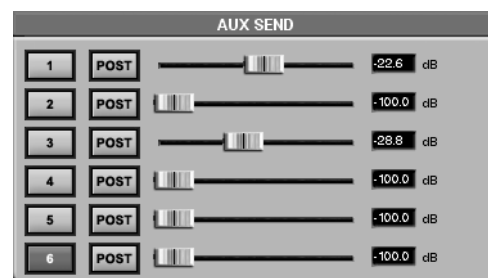 AUX SEND
1 POST -22.6 dB
2 POST -100.0 dB
3 POST -28.8 dB
4 POST -100.0 dB
5 POST -100.0 dB
6 POST -100.0 dB